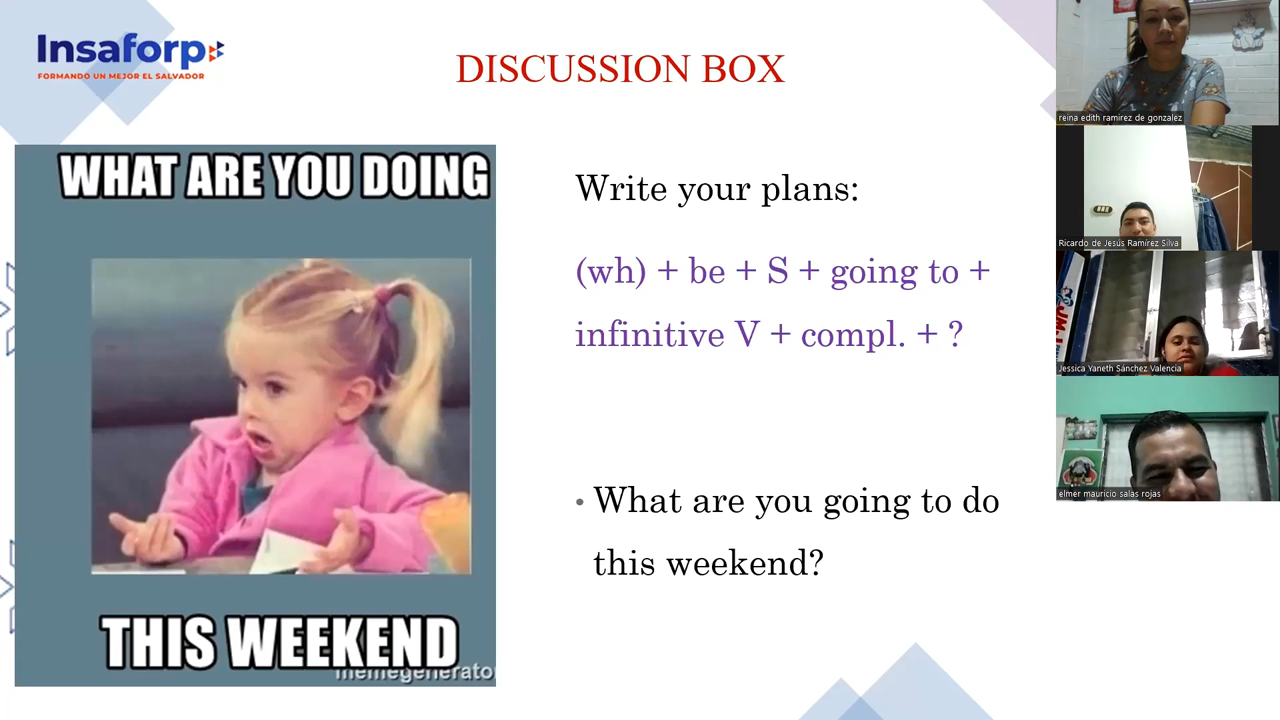 Insaforp
FORMANDO UN MEJOR EL SALVADOR
DISCUSSION BOX
WHAT ARE YOU DOING
THIS WEEKEND
memegenerato
Write your plans:
(wh) + be + S + going to +
infinitive V + compl. + ?
• What are you going to do
this weekend?
reina edith ramirez de gonzalez
Ricardo de Jesús Ramírez Silva
Jessica Yaneth Sánchez Valencia
elmer mauricio salas rojas